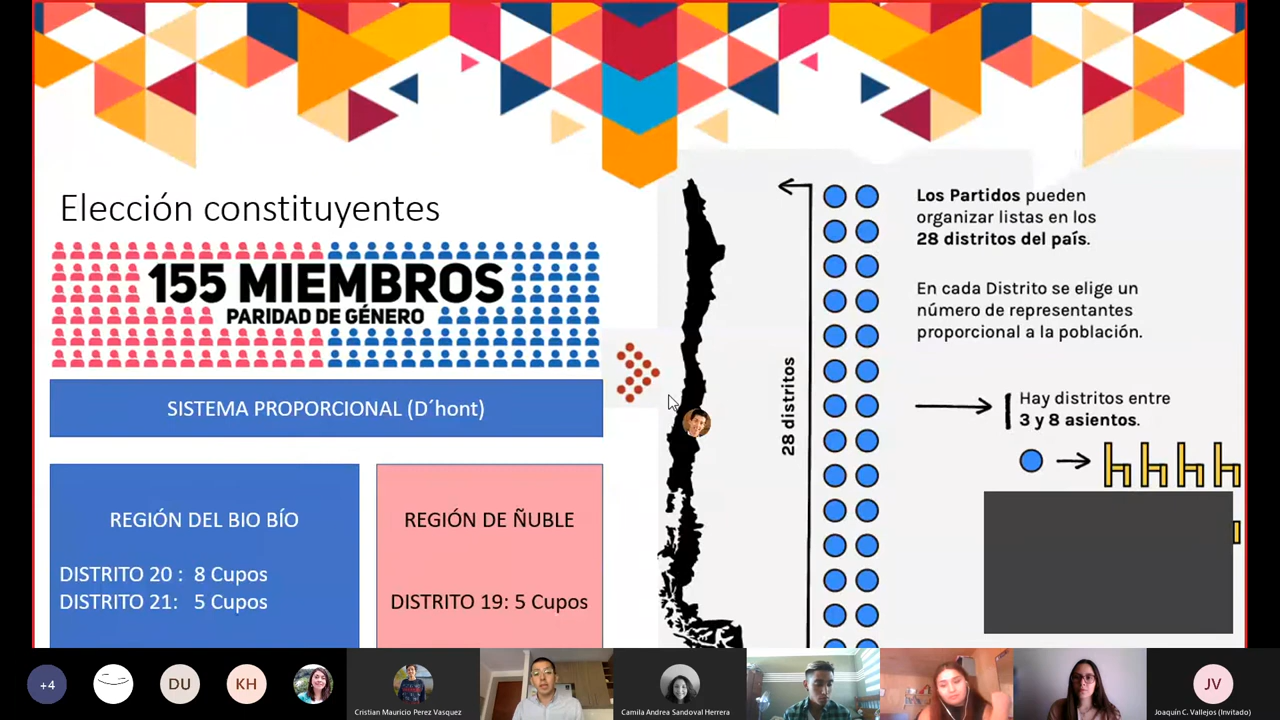 Elección constituyentes
155 MIEMBROS
PARIDAD DE GÉNERO
SISTEMA PROPORCIONAL (D´hont)
REGIÓN DEL BIO BÍO
DISTRITO 20 : 8 Cupos
DISTRITO 21: 5 Cupos
REGIÓN DE ÑUBLE
DISTRITO 19: 5 Cupos
28 distritos
Los Partidos pueden
organizar listas en los
28 distritos del país.
En cada Distrito se elige un
número de representantes
proporcional a la población.
Hay distritos entre
3 y 8 asientos.
+4
DU
KH
Cristian Mauricio Perez Vasquez
Camila Andrea Sandoval Herrera
JV
Joaquín C. Vallejos (Invitado)